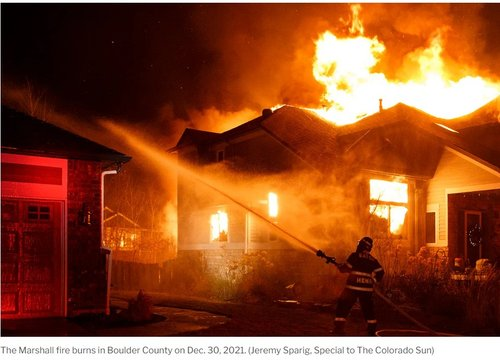 The Marshall fire burns in Boulder County on Dec. 30, 2021. (Jeremy Sparig, Special to The Colorado Sun)